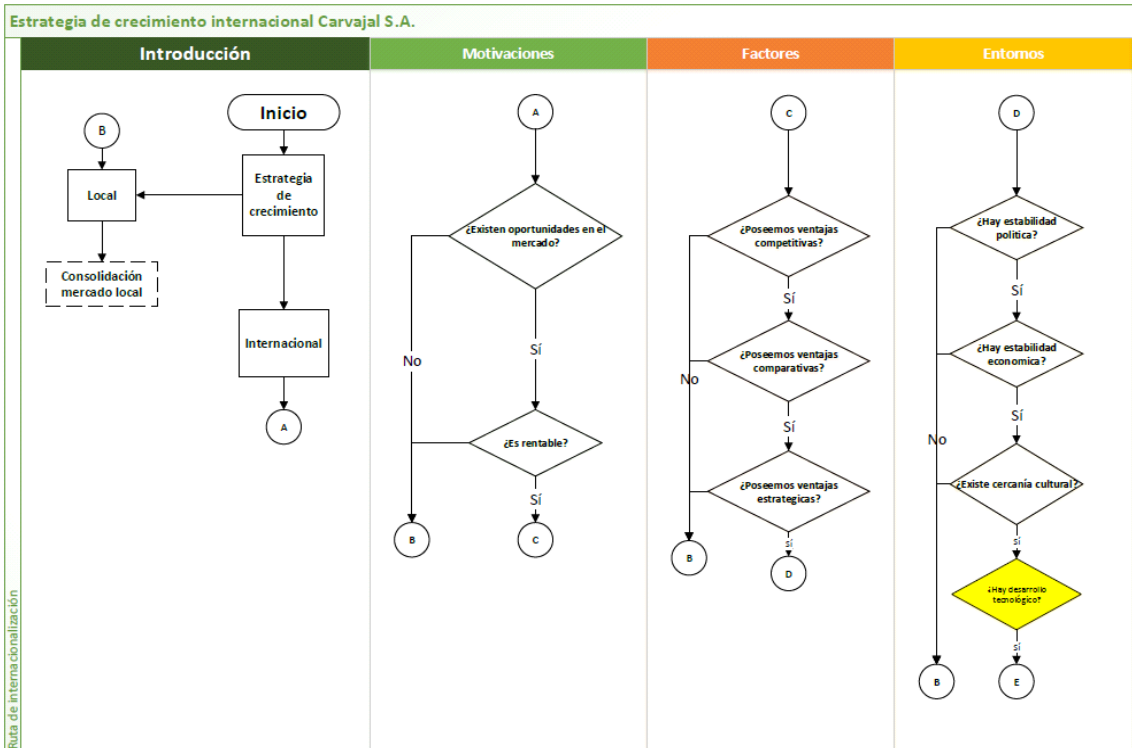 Estrategia de crecimiento internacional Carvajal S.A.
Ruta de internacionalización
Introducción
B
Inicio
Local
Estrategia
de
crecimiento
Consolidación
mercado local
Internacional
A
Motivaciones
A
¿Existen oportunidades en el
mercado?
No
Sí
¿Es rentable?
Sí
B
C
Factores
C
¿Poseemos ventajas
competitivas?
Sí
¿Poseemos ventajas
comparativas?
No
Sí
¿Poseemos ventajas
estrategicas?
sí
B
D
Entornos
D
¿Hay estabilidad
politica?
Sí
¿Hay estabilidad
economica?
Sí
No
¿Existe cercanía cultural?
sí
¿Hay desarrollo
tecnológico?
sí
B
E